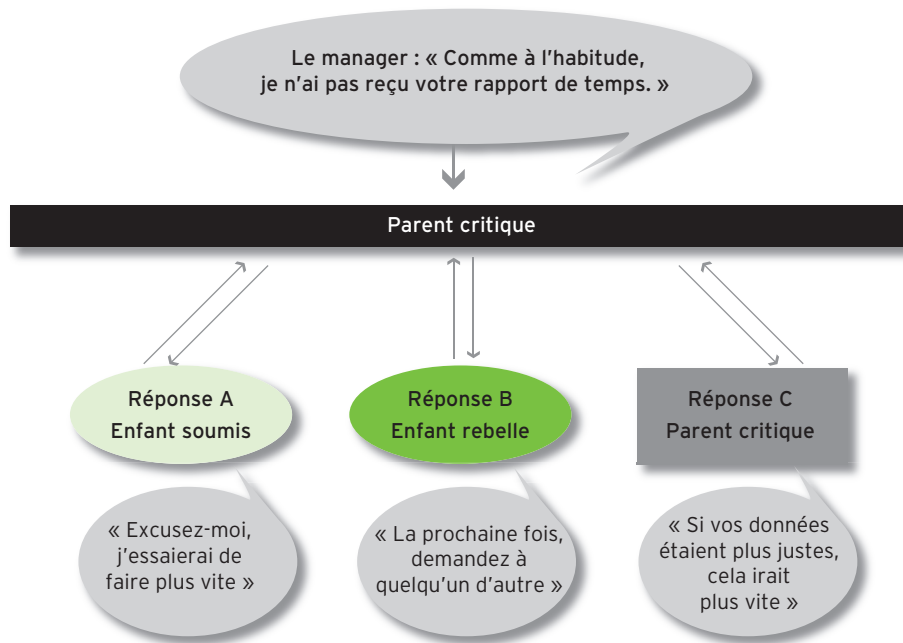 Le manager : « Comme à l'habitude,
je n'ai pas reçu votre rapport de temps. »
Parent critique
Réponse A
Enfant soumis
Réponse B
Enfant rebelle
Réponse C
Parent critique
« Excusez-moi,
j'essaierai de
faire plus vite »
« La prochaine fois,
demandez à
quelqu'un d'autre »
« Si vos données
étaient plus justes,
cela irait
plus vite »